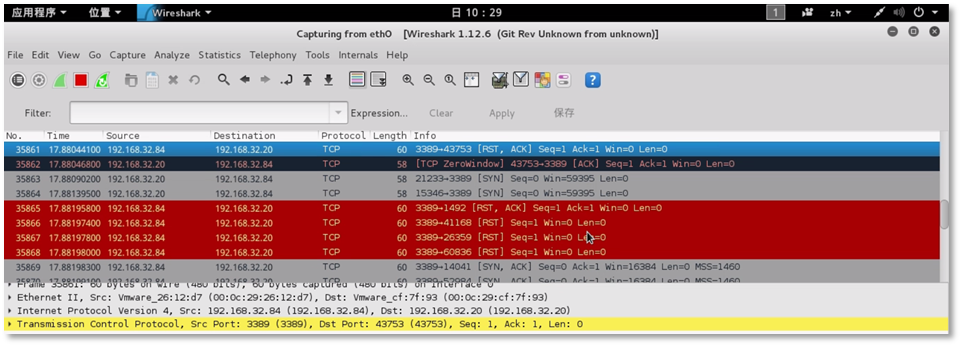 应用程序 位置 Wireshark 日 10：29 1 zh
Capturing from eth0 [Wireshark 1.12.6 (Git Rev Unknown from unknown)]
File Edit View Go Capture Analyze Statistics Telephony Tools Internals Help
Filter: Expression... Clear Apply 保存
No. Time Source Destination Protocol Length Info
35861 17.88044100 192.168.32.84 192.168.32.20 TCP 60 3389→43753 [RST, ACK] Seq=1 Ack=1 Win=0 Len=0
35862 17.88046800 192.168.32.20 192.168.32.84 TCP 58 [TCP ZeroWindow] 43753→3389 [ACK] Seq=1 Ack=1 Win=0 Len=0
35863 17.88090200 192.168.32.20 192.168.32.84 TCP 58 21233→3389 [SYN] Seq=0 Win=59395 Len=0
35864 17.88139500 192.168.32.20 192.168.32.84 TCP 58 15346→3389 [SYN] Seq=0 Win=59395 Len=0
35865 17.88195800 192.168.32.84 192.168.32.20 TCP 60 3389→1492 [RST, ACK] Seq=1 Ack=1 Win=0 Len=0
35866 17.88197400 192.168.32.84 192.168.32.20 TCP 60 3389→41168 [RST] Seq=1 Win=0 Len=0
35867 17.88197800 192.168.32.84 192.168.32.20 TCP 60 3389→26359 [RST] Seq=1 Win=0 Len=0
35868 17.88198000 192.168.32.84 192.168.32.20 TCP 60 3389→60836 [RST] Seq=1 Win=0 Len=0
35869 17.88198300 192.168.32.84 192.168.32.20 TCP 60 3389→14041 [SYN, ACK] Seq=0 Ack=1 Win=16384 Len=0 MSS=1460
Frame 35861: 60 bytes on wire (480 bits), 60 bytes captured (480 bits) on interface 0
Ethernet II, Src: Vmware_26:12:d7 (00:0c:29:26:12:d7), Dst: Vmware_cf:7f:93 (00:0c:29:cf:7f:93)
Internet Protocol Version 4, Src: 192.168.32.84 (192.168.32.84), Dst: 192.168.32.20 (192.168.32.20)
Transmission Control Protocol, Src Port: 3389 (3389), Dst Port: 43753 (43753), Seq: 1, Ack: 1, Len: 0